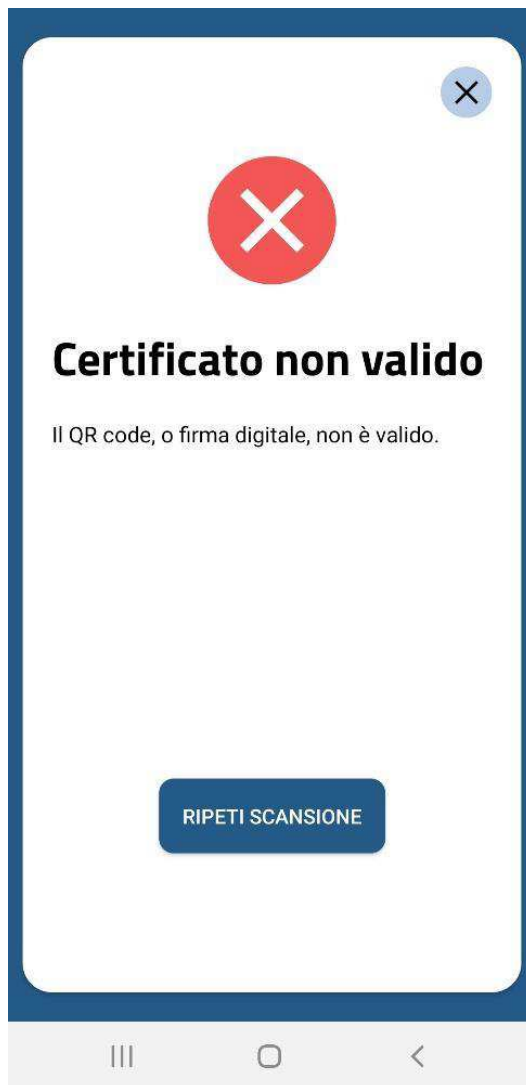 Certificato non valido
Il QR code, o firma digitale, non è valido.
RIPETI SCANSIONE